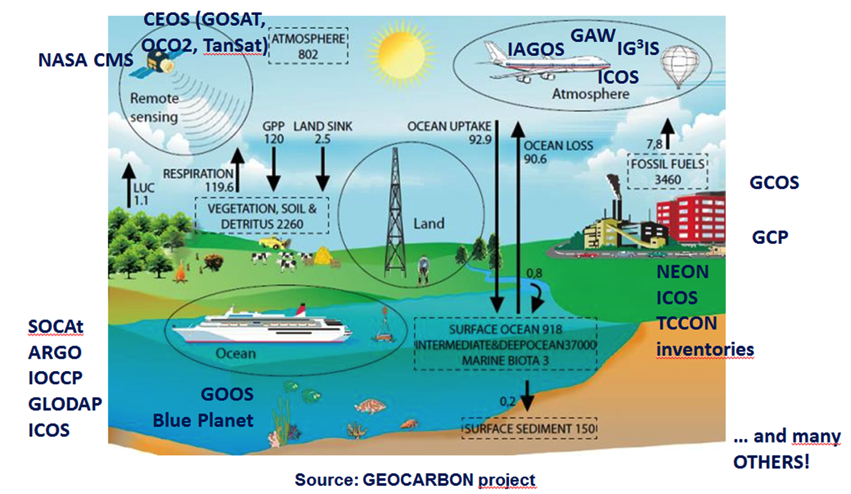 CEOS (GOSAT,
OCO2, TanSat)
NASA CMS
ATMOSPHERE
802
IAGOS
GAW
IG³IS
ICOS
Atmosphere
Remote
sensing
GPP
120
LAND SINK
2.5
OCEAN UPTAKE
92.9
OCEAN LOSS
90.6
7,8
FOSSIL FUELS
3460
RESPIRATION
119.6
LUC
1.1
VEGETATION, SOIL &
DETRITUS 2260
Land
GCOS
GCP
0,8
NEON
ICOS
TCCON
inventories
SOCAt
ARGO
IOCCP
GLODAP
ICOS
Ocean
SURFACE OCEAN 918
INTERMEDIATE&DEEPOCEAN37000
MARINE BIOTA 3
GOOS
Blue Planet
0,2
SURFACE SEDIMENT 150
... and many
OTHERS!
Source: GEOCARBON project